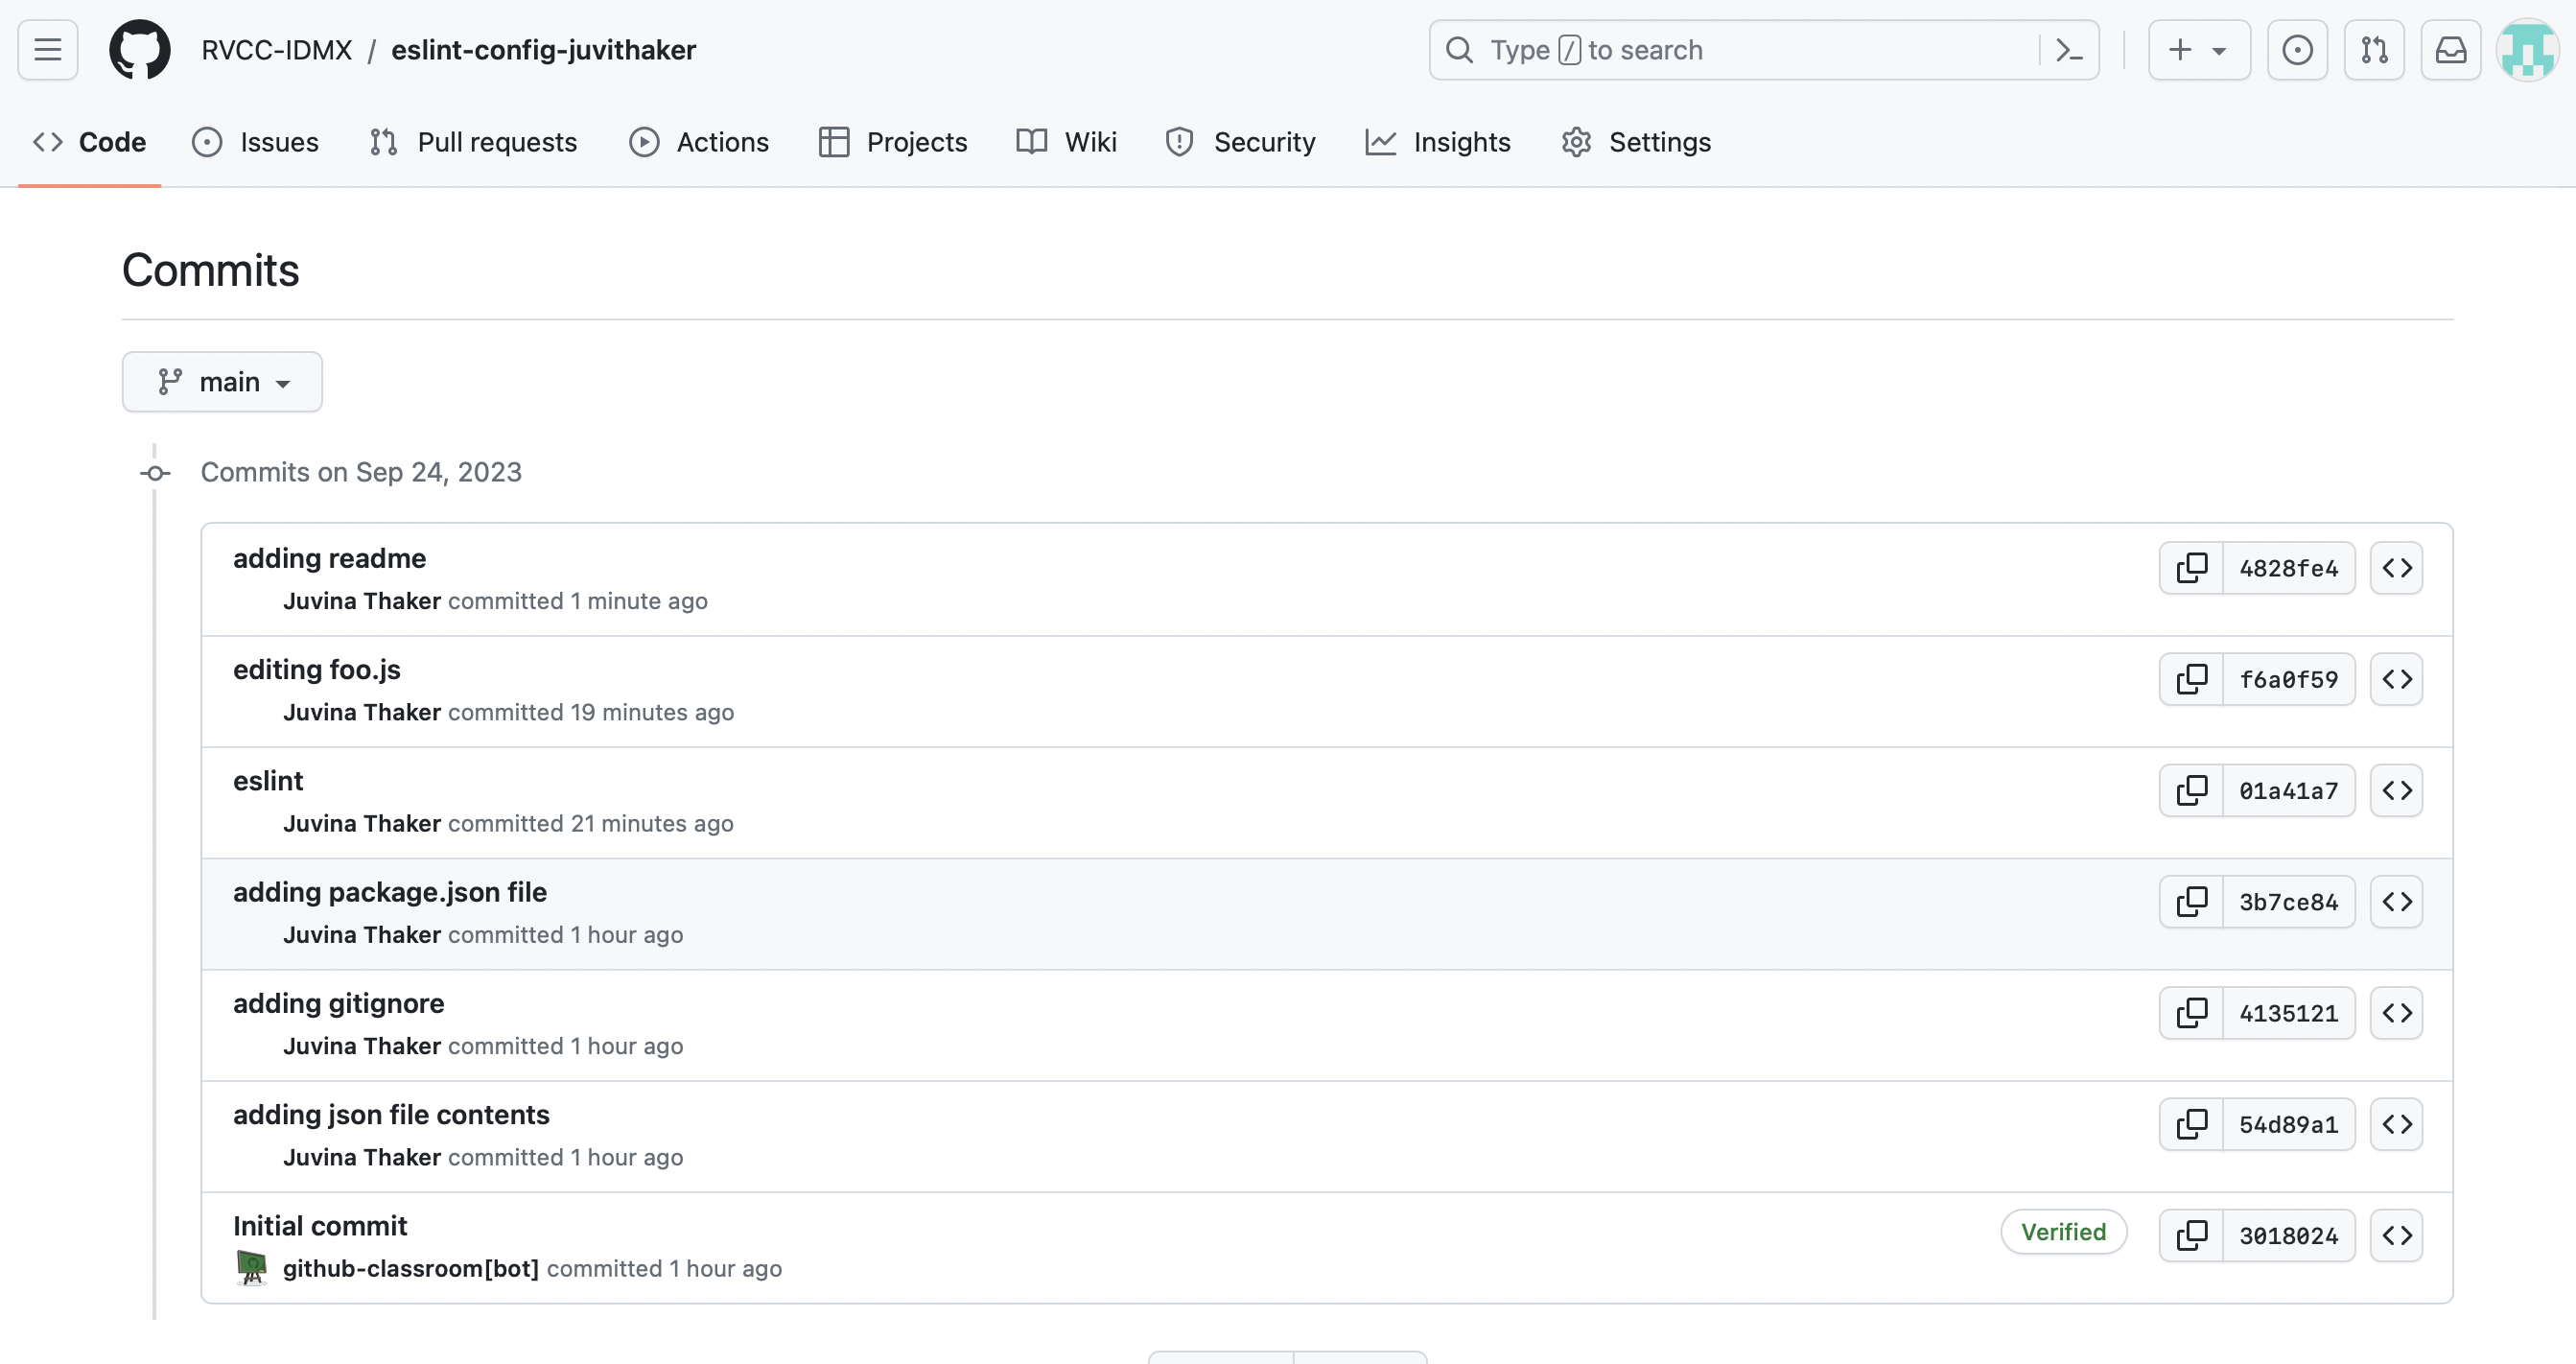 RVCC-IDMX / eslint-config-juvithaker
Type / to search
Code Issues Pull requests Actions Projects Wiki Security Insights Settings
Commits
main
Commits on Sep 24, 2023
adding readme
4828fe4
Juvina Thaker committed 1 minute ago
editing foo.js
f6a0f59
Juvina Thaker committed 19 minutes ago
eslint
01a41a7
Juvina Thaker committed 21 minutes ago
adding package.json file
3b7ce84
Juvina Thaker committed 1 hour ago
adding gitignore
4135121
Juvina Thaker committed 1 hour ago
adding json file contents
54d89a1
Juvina Thaker committed 1 hour ago
Initial commit
Verified 3018024
github-classroom[bot] committed 1 hour ago